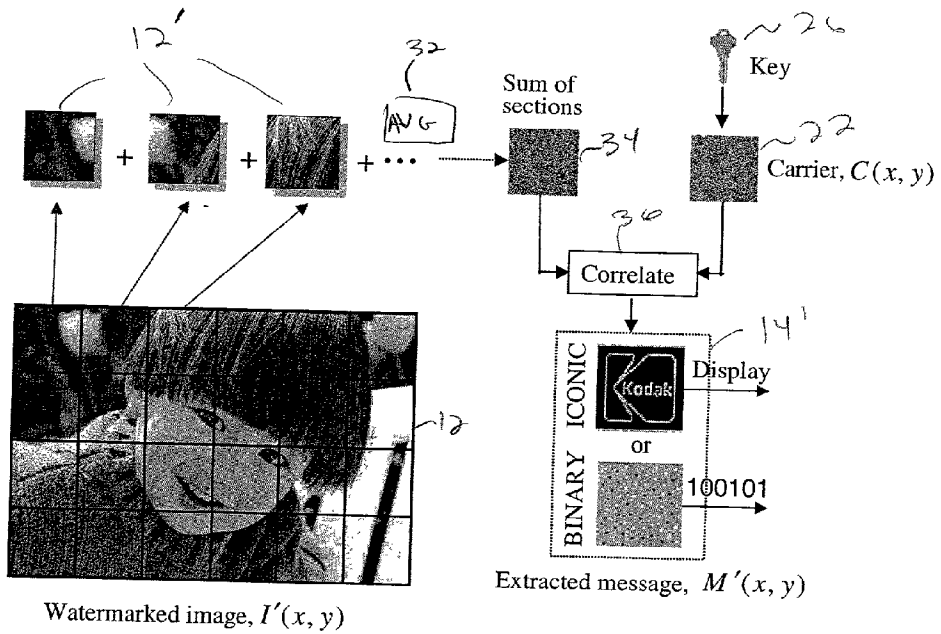 12'
32
~26
Key
Sum of
sections
AVG
+ + + •••
~34
~22
Carrier, C(x, y)
36
Correlate
14'
ICONIC
Kodak
Display
or
BINARY
100101
12
Extracted message, M'(x, y)
Watermarked image, I'(x, y)